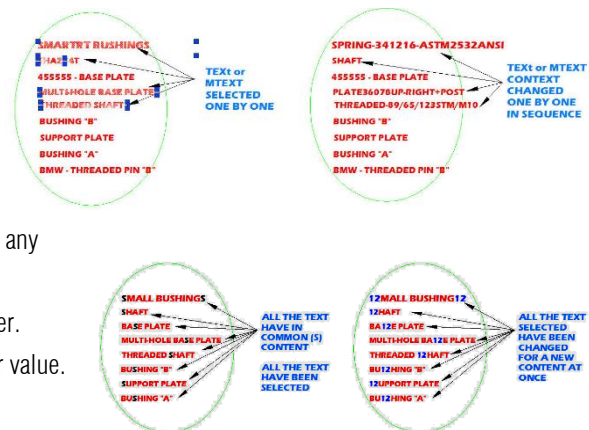 SMARTRT BUSHINGS
455555 - BASE PLATE
MULTI-HOLE BASE PLATE
THREADED SHAFT
BUSHING "B"
SUPPORT PLATE
BUSHING "A"
BMW - THREADED PIN "B"
TEXt or
MTEXT
SELECTED
ONE BY ONE
SPRING-341216-ASTM2532ANSI
SHAFT
455555 - BASE PLATE
PLATE3607BUP-RIGHT+POST
THREADED-89/65/123STM/M10
BUSHING "B"
SUPPORT PLATE
BUSHING "A"
BMW - THREADED PIN "B"
TEXT or MTEXT
CONTEXT
CHANGED
ONE BY ONE
IN SEQUENCE
any
er.
r value.
SMALL BUSHINGS
SHAFT
BASE PLATE
MULTI-HOLE BASE PLATE
THREADED SHAFT
BUSHING "B"
SUPPORT PLATE
BUSHING "A"
ALL THE TEXT
HAVE IN
COMMON (S)
CONTENT
ALL THE TEXT
HAVE BEEN
SELECTED
12MALL BUSHING12
12HAFT
BA12E PLATE
MULTI-HOLE BA12E PLATE
THREADED 12HAFT
BU12HING "B"
12UPPORT PLATE
BU12HING "A"
ALL THE TEXT
SELECTED
HAVE BEEN
CHANGED
FOR A NEW
CONTENT AT
ONCE